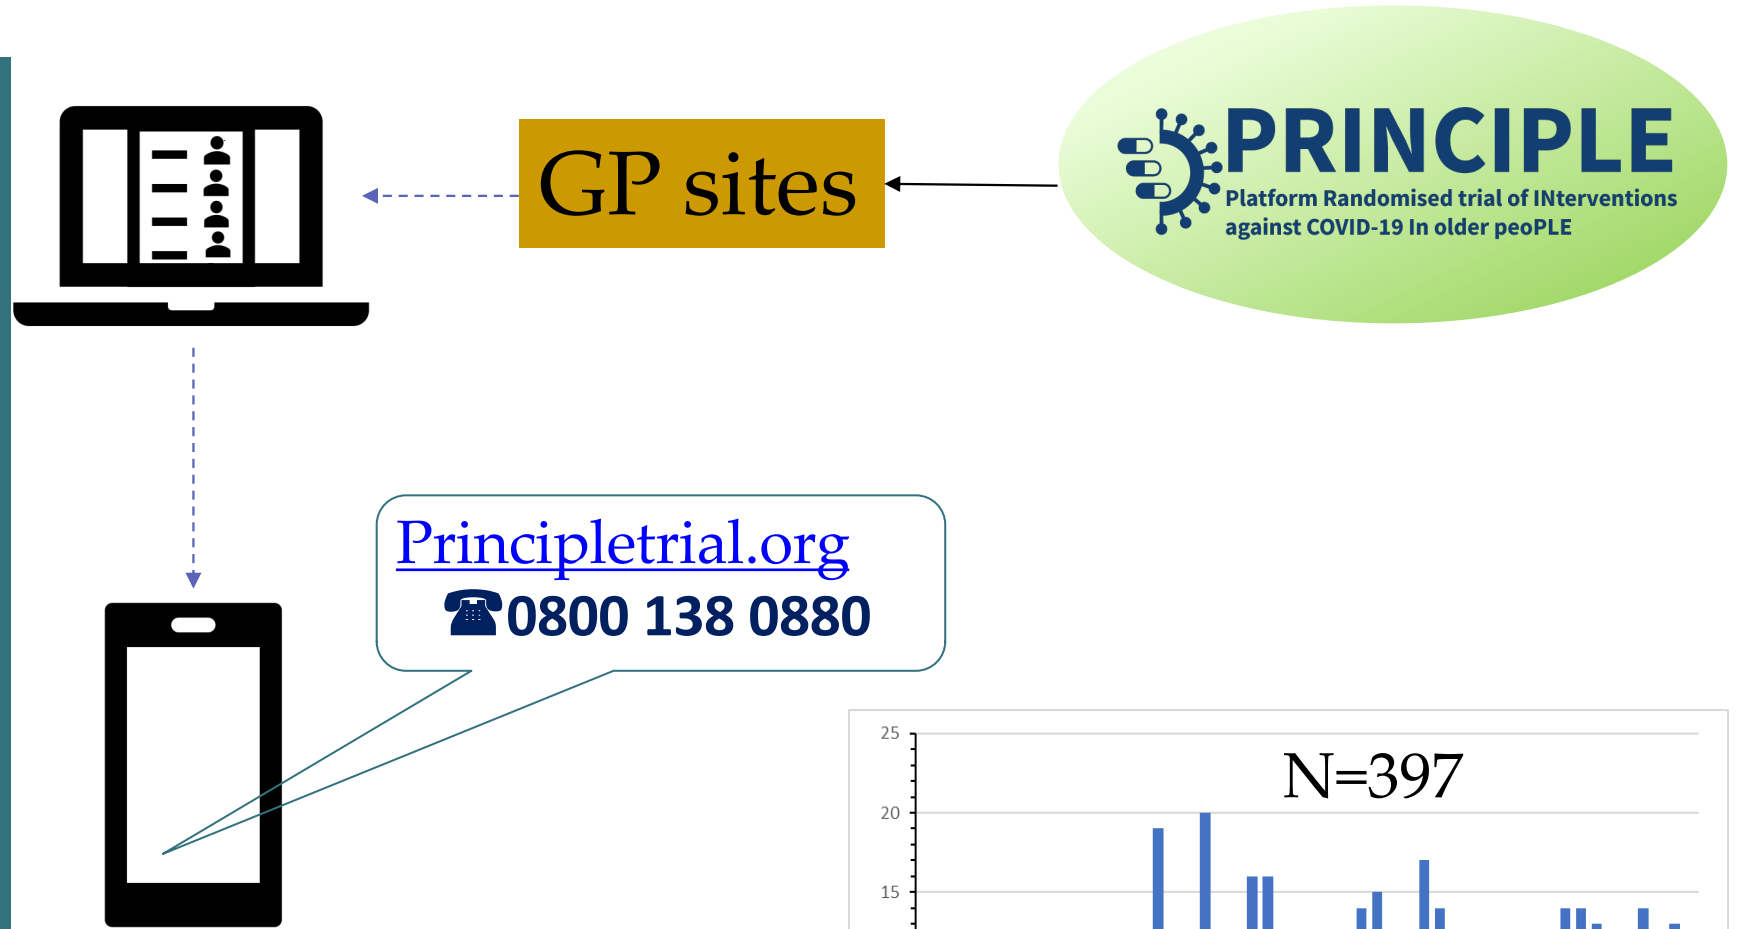 GP sites
PRINCIPLE
Platform Randomised trial of INterventions
against COVID-19 In older peoPLE
Principletrial.org
☎0800 138 0880
25
N=397
20
15